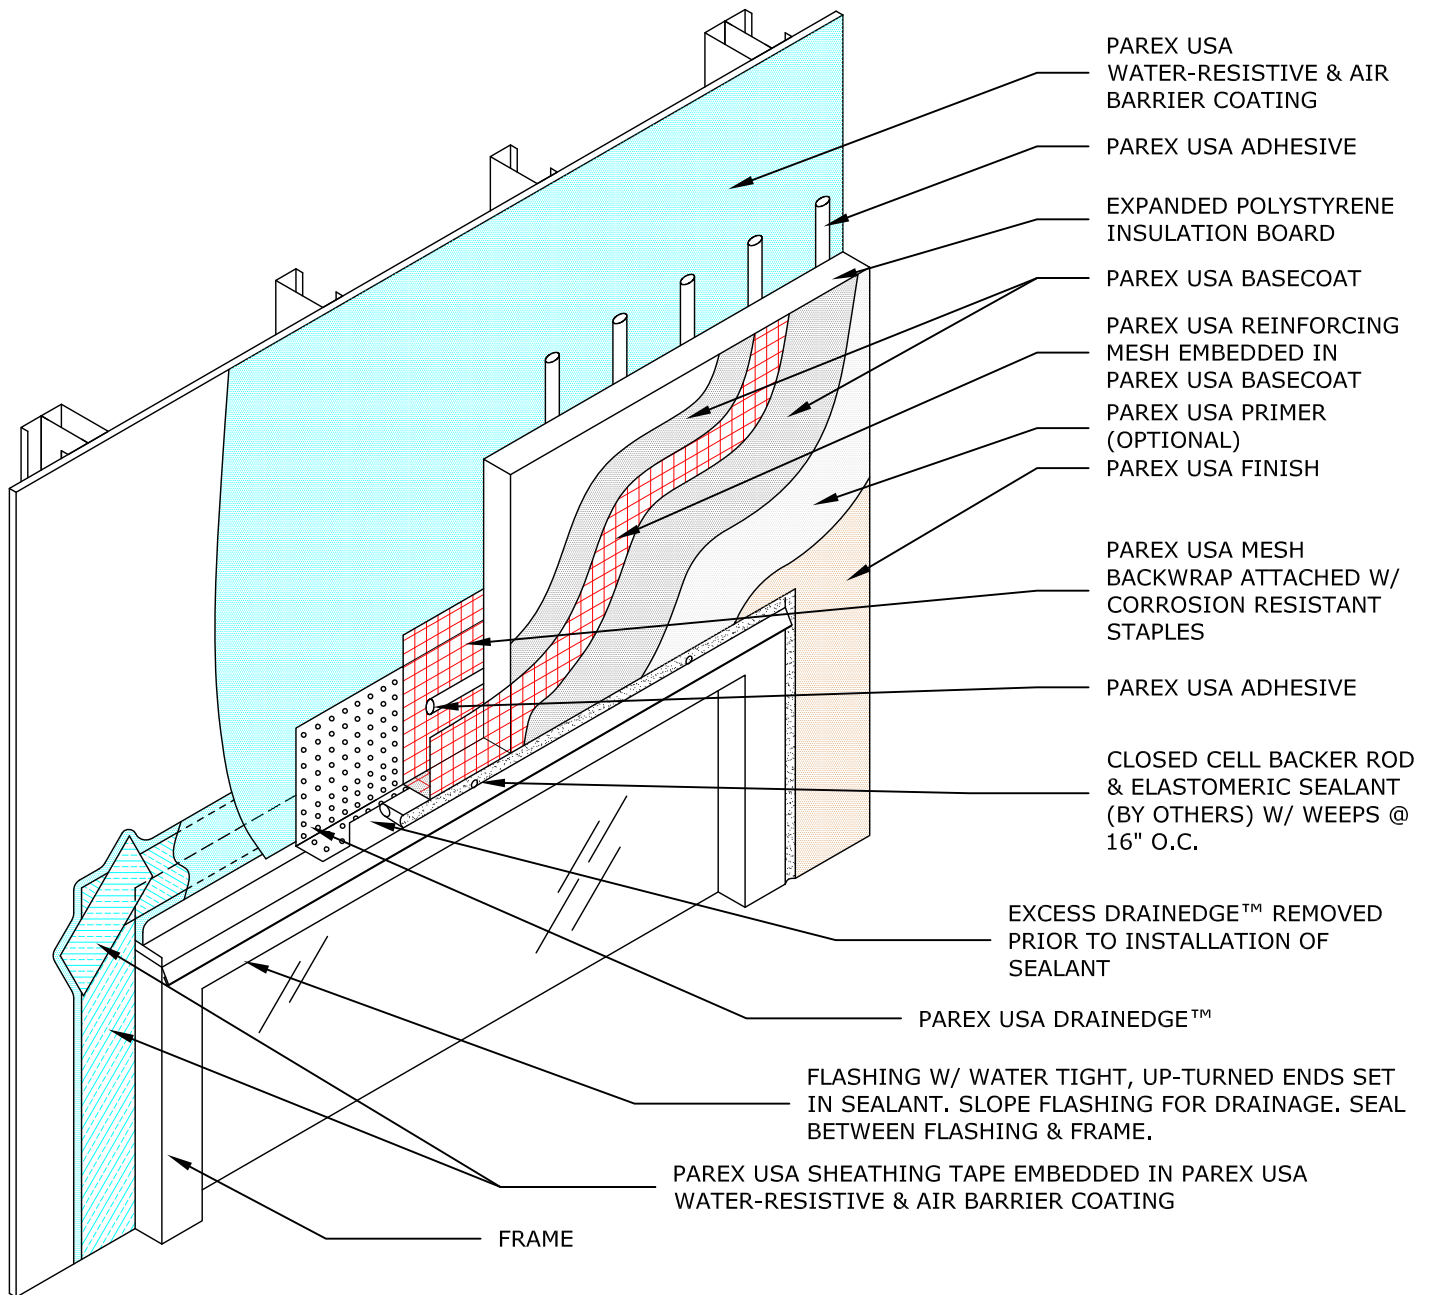 PAREX USA
WATER-RESISTIVE & AIR
BARRIER COATING
PAREX USA ADHESIVE
EXPANDED POLYSTYRENE
INSULATION BOARD
PAREX USA BASECOAT
PAREX USA REINFORCING
MESH EMBEDDED IN
PAREX USA BASECOAT
PAREX USA PRIMER
(OPTIONAL)
PAREX USA FINISH
PAREX USA MESH
BACKWRAP ATTACHED W/
CORROSION RESISTANT
STAPLES
PAREX USA ADHESIVE
CLOSED CELL BACKER ROD
& ELASTOMERIC SEALANT
(BY OTHERS) W/ WEEPS @
16" O.C.
EXCESS DRAINEDGE™ REMOVED
PRIOR TO INSTALLATION OF
SEALANT
PAREX USA DRAINEDGE™
FLASHING W/ WATER TIGHT, UP-TURNED ENDS SET
IN SEALANT. SLOPE FLASHING FOR DRAINAGE. SEAL
BETWEEN FLASHING & FRAME.
PAREX USA SHEATHING TAPE EMBEDDED IN PAREX USA
WATER-RESISTIVE & AIR BARRIER COATING
FRAME